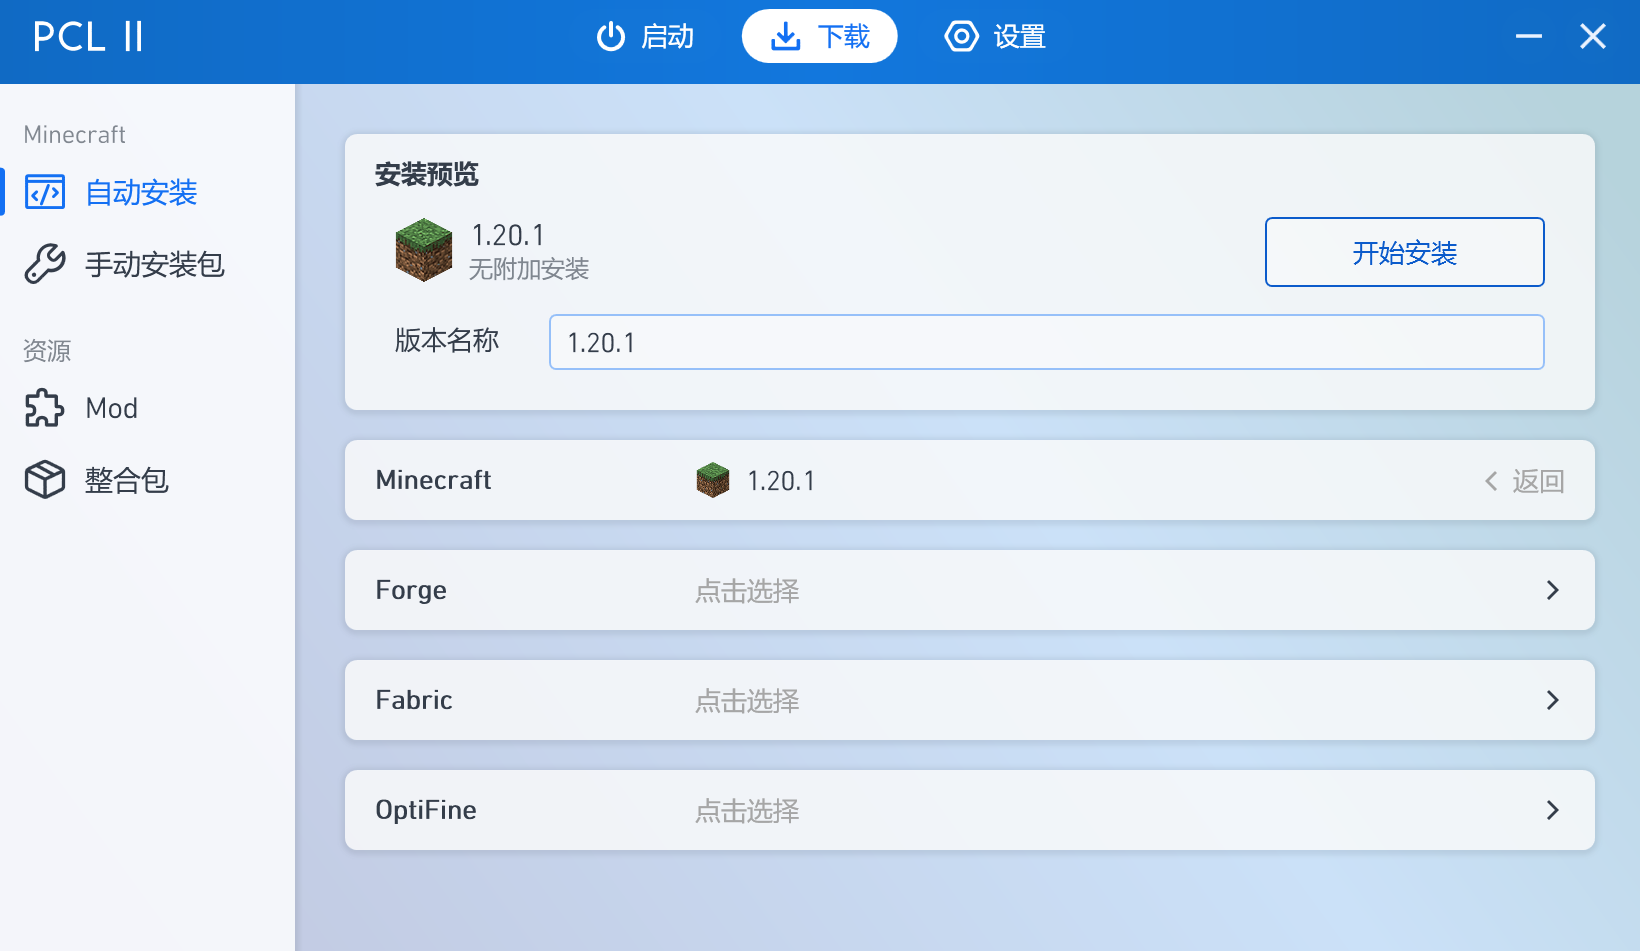 PCL II
启动
下载
设置
Minecraft
自动安装
手动安装包
资源
Mod
整合包
安装预览
1.20.1
无附加安装
开始安装
版本名称
1.20.1
Minecraft
1.20.1
返回
Forge
点击选择
Fabric
点击选择
OptiFine
点击选择